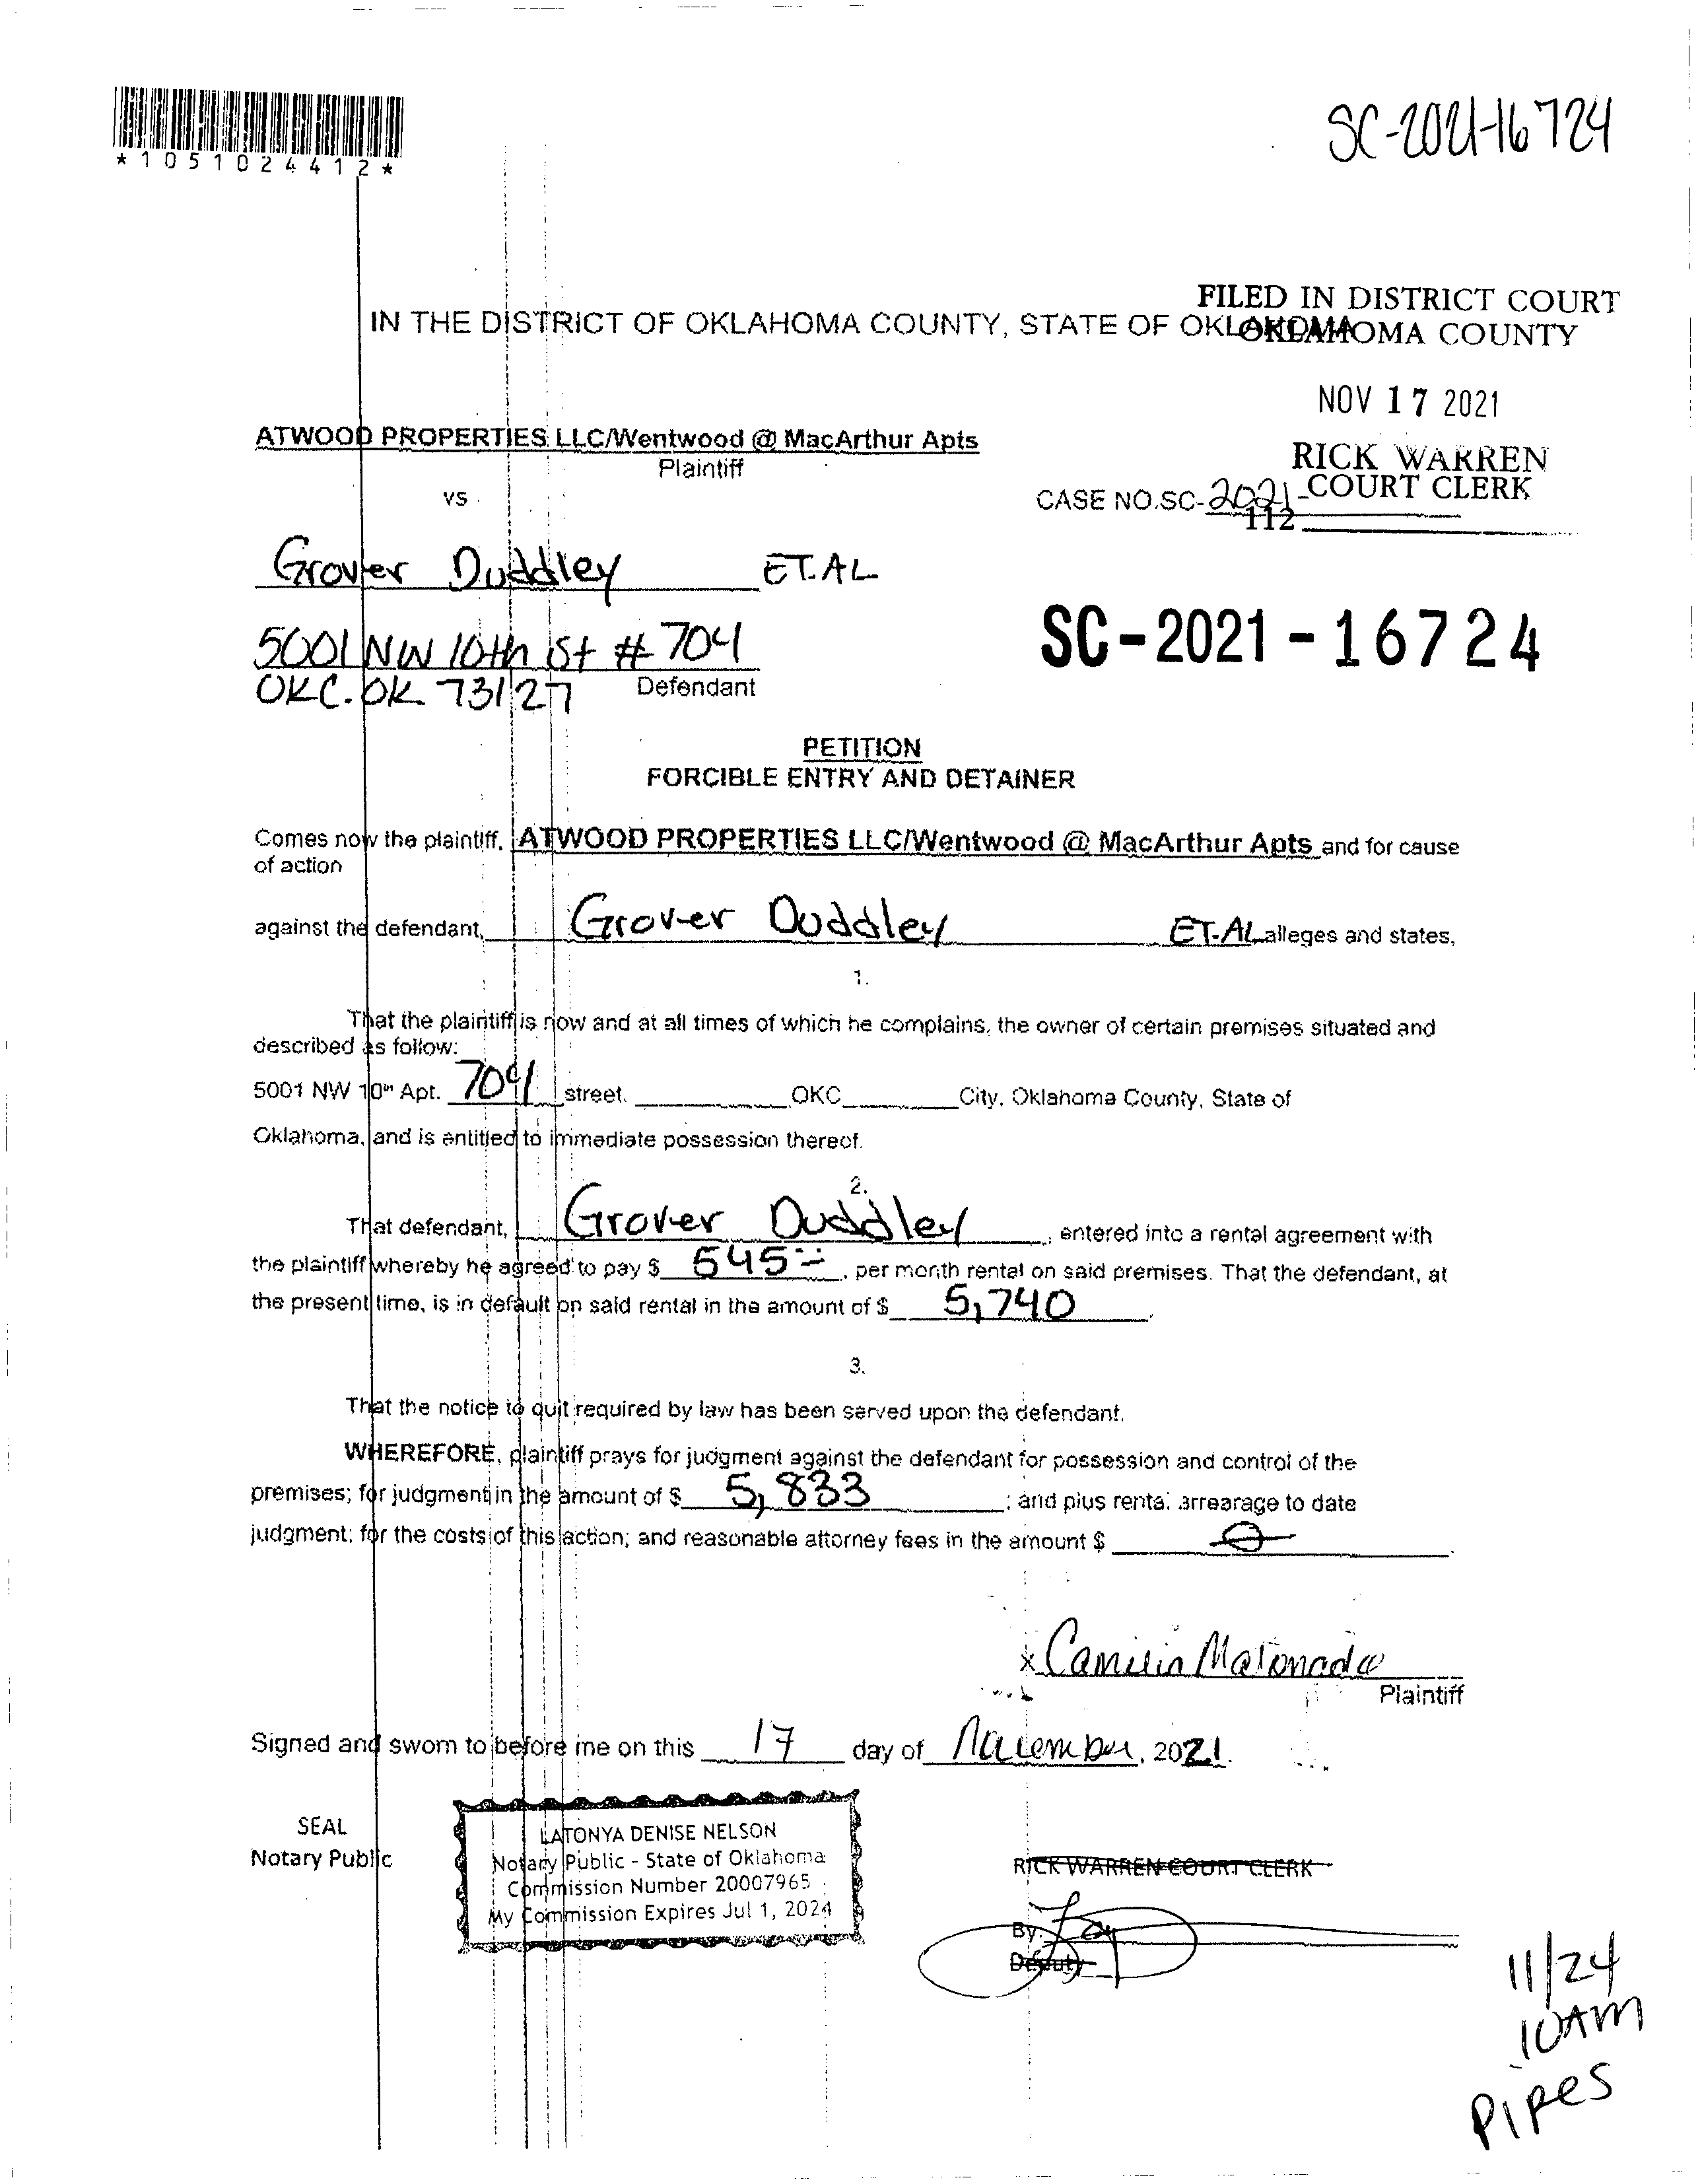 *1051024412*
SC-2021-16724
FILED IN DISTRICT COURT
OKLAHOMA COUNTY
IN THE DISTRICT OF OKLAHOMA COUNTY, STATE OF OKLAHOMA
NOV 17 2021
RICK WARREN
COURT CLERK
ATWOOD PROPERTIES LLC/Wentwood @ MacArthur Apts
Plaintiff
vs
CASE NO.SC-2021-
112
Grover Duddley ET.AL
5001 NW 10th St # 704
OKC. OK 73127 Defendant
SC-2021-16724
PETITION
FORCIBLE ENTRY AND DETAINER
Comes now the plaintiff, ATWOOD PROPERTIES LLC/Wentwood @ MacArthur Apts and for cause
of action
against the defendant, Grover Duddley ET.AL alleges and states,
1.
That the plaintiff is now and at all times of which he complains, the owner of certain premises situated and
described as follow:
5001 NW 10th Apt. 704 street. OKC City, Oklahoma County, State of
Oklahoma, and is entitled to immediate possession thereof.
2.
That defendant, Grover Duddley, entered into a rental agreement with
the plaintiff whereby he agreed to pay $ 545, per month rental on said premises. That the defendant, at
the present time, is in default on said rental in the amount of $ 5,740.
3.
That the notice to quit required by law has been served upon the defendant.
WHEREFORE, plaintiff prays for judgment against the defendant for possession and control of the
premises; for judgment in the amount of $ 5,833; and plus rental arrearage to date
judgment; for the costs of this action; and reasonable attorney fees in the amount $ 0.
x
Plaintiff
Signed and sworn to before me on this 17 day of November, 2021.
SEAL
Notary Public
LATONYA DENISE NELSON
Notary Public - State of Oklahoma
Commission Number 20007965
My Commission Expires Jul 1, 2024
RICK WARREN COURT CLERK
By:
Deputy
11/24
10AM
Pipes